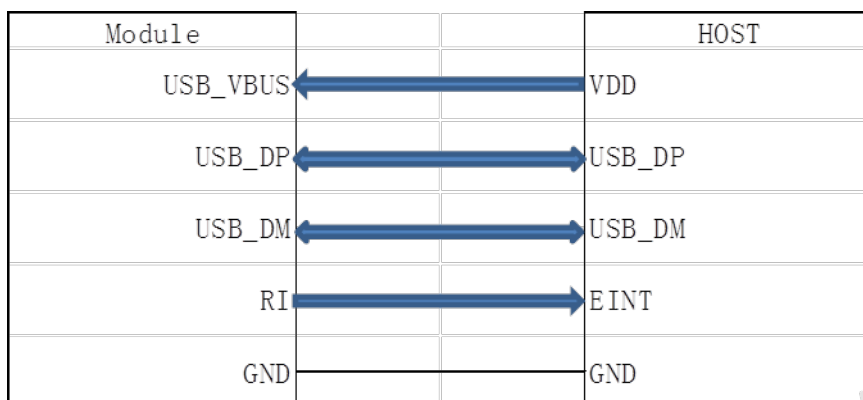 Module HOST
USB_VBUS VDD
USB_DP USB_DP
USB_DM USB_DM
RI EINT
GND GND